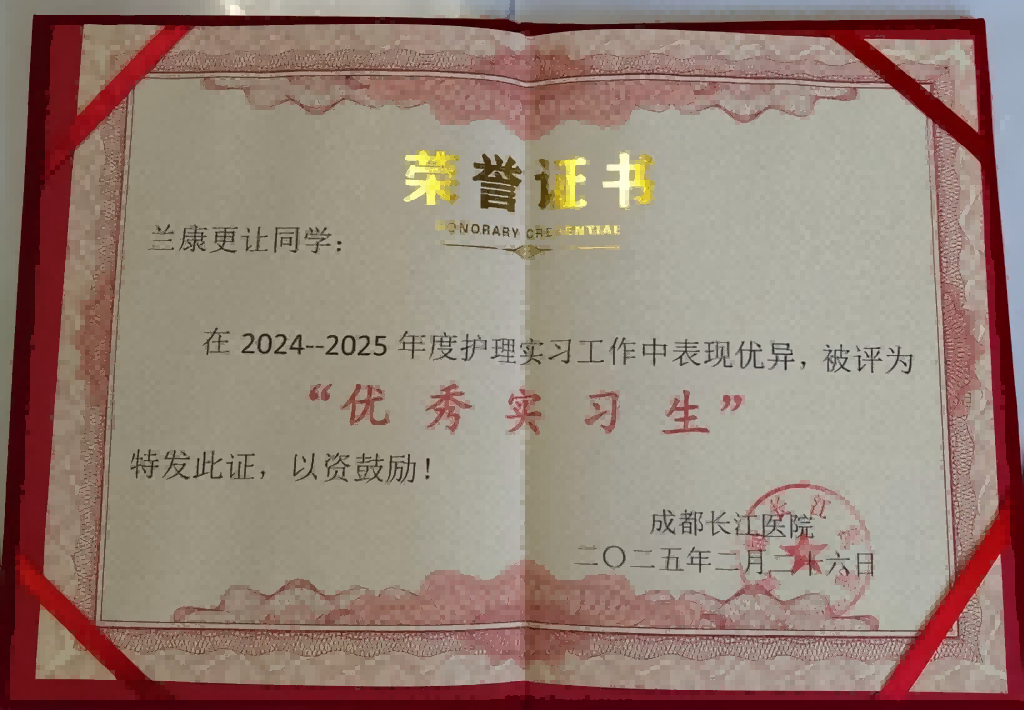 荣誉证书
HONORARY CREDENTIAL
兰康更让同学：
在 2024--2025 年度护理实习工作中表现优异，被评为
“优 秀 实 习 生”
特发此证，以资鼓励！
成都长江医院
二〇二五年二月二十六日